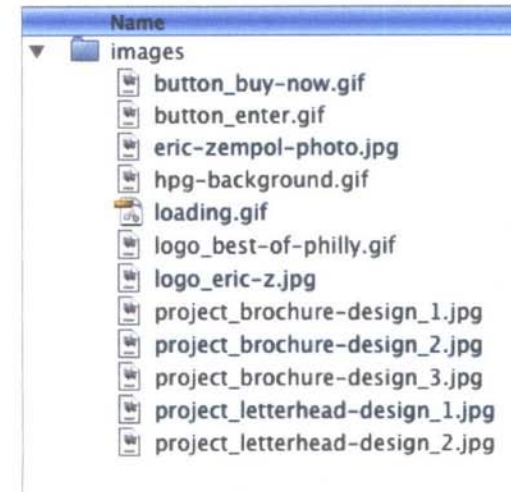 Name
images
button_buy-now.gif
button_enter.gif
eric-zempol-photo.jpg
hpg-background.gif
loading.gif
logo_best-of-philly.gif
logo_eric-z.jpg
project_brochure-design_1.jpg
project_brochure-design_2.jpg
project_brochure-design_3.jpg
project_letterhead-design_1.jpg
project_letterhead-design_2.jpg